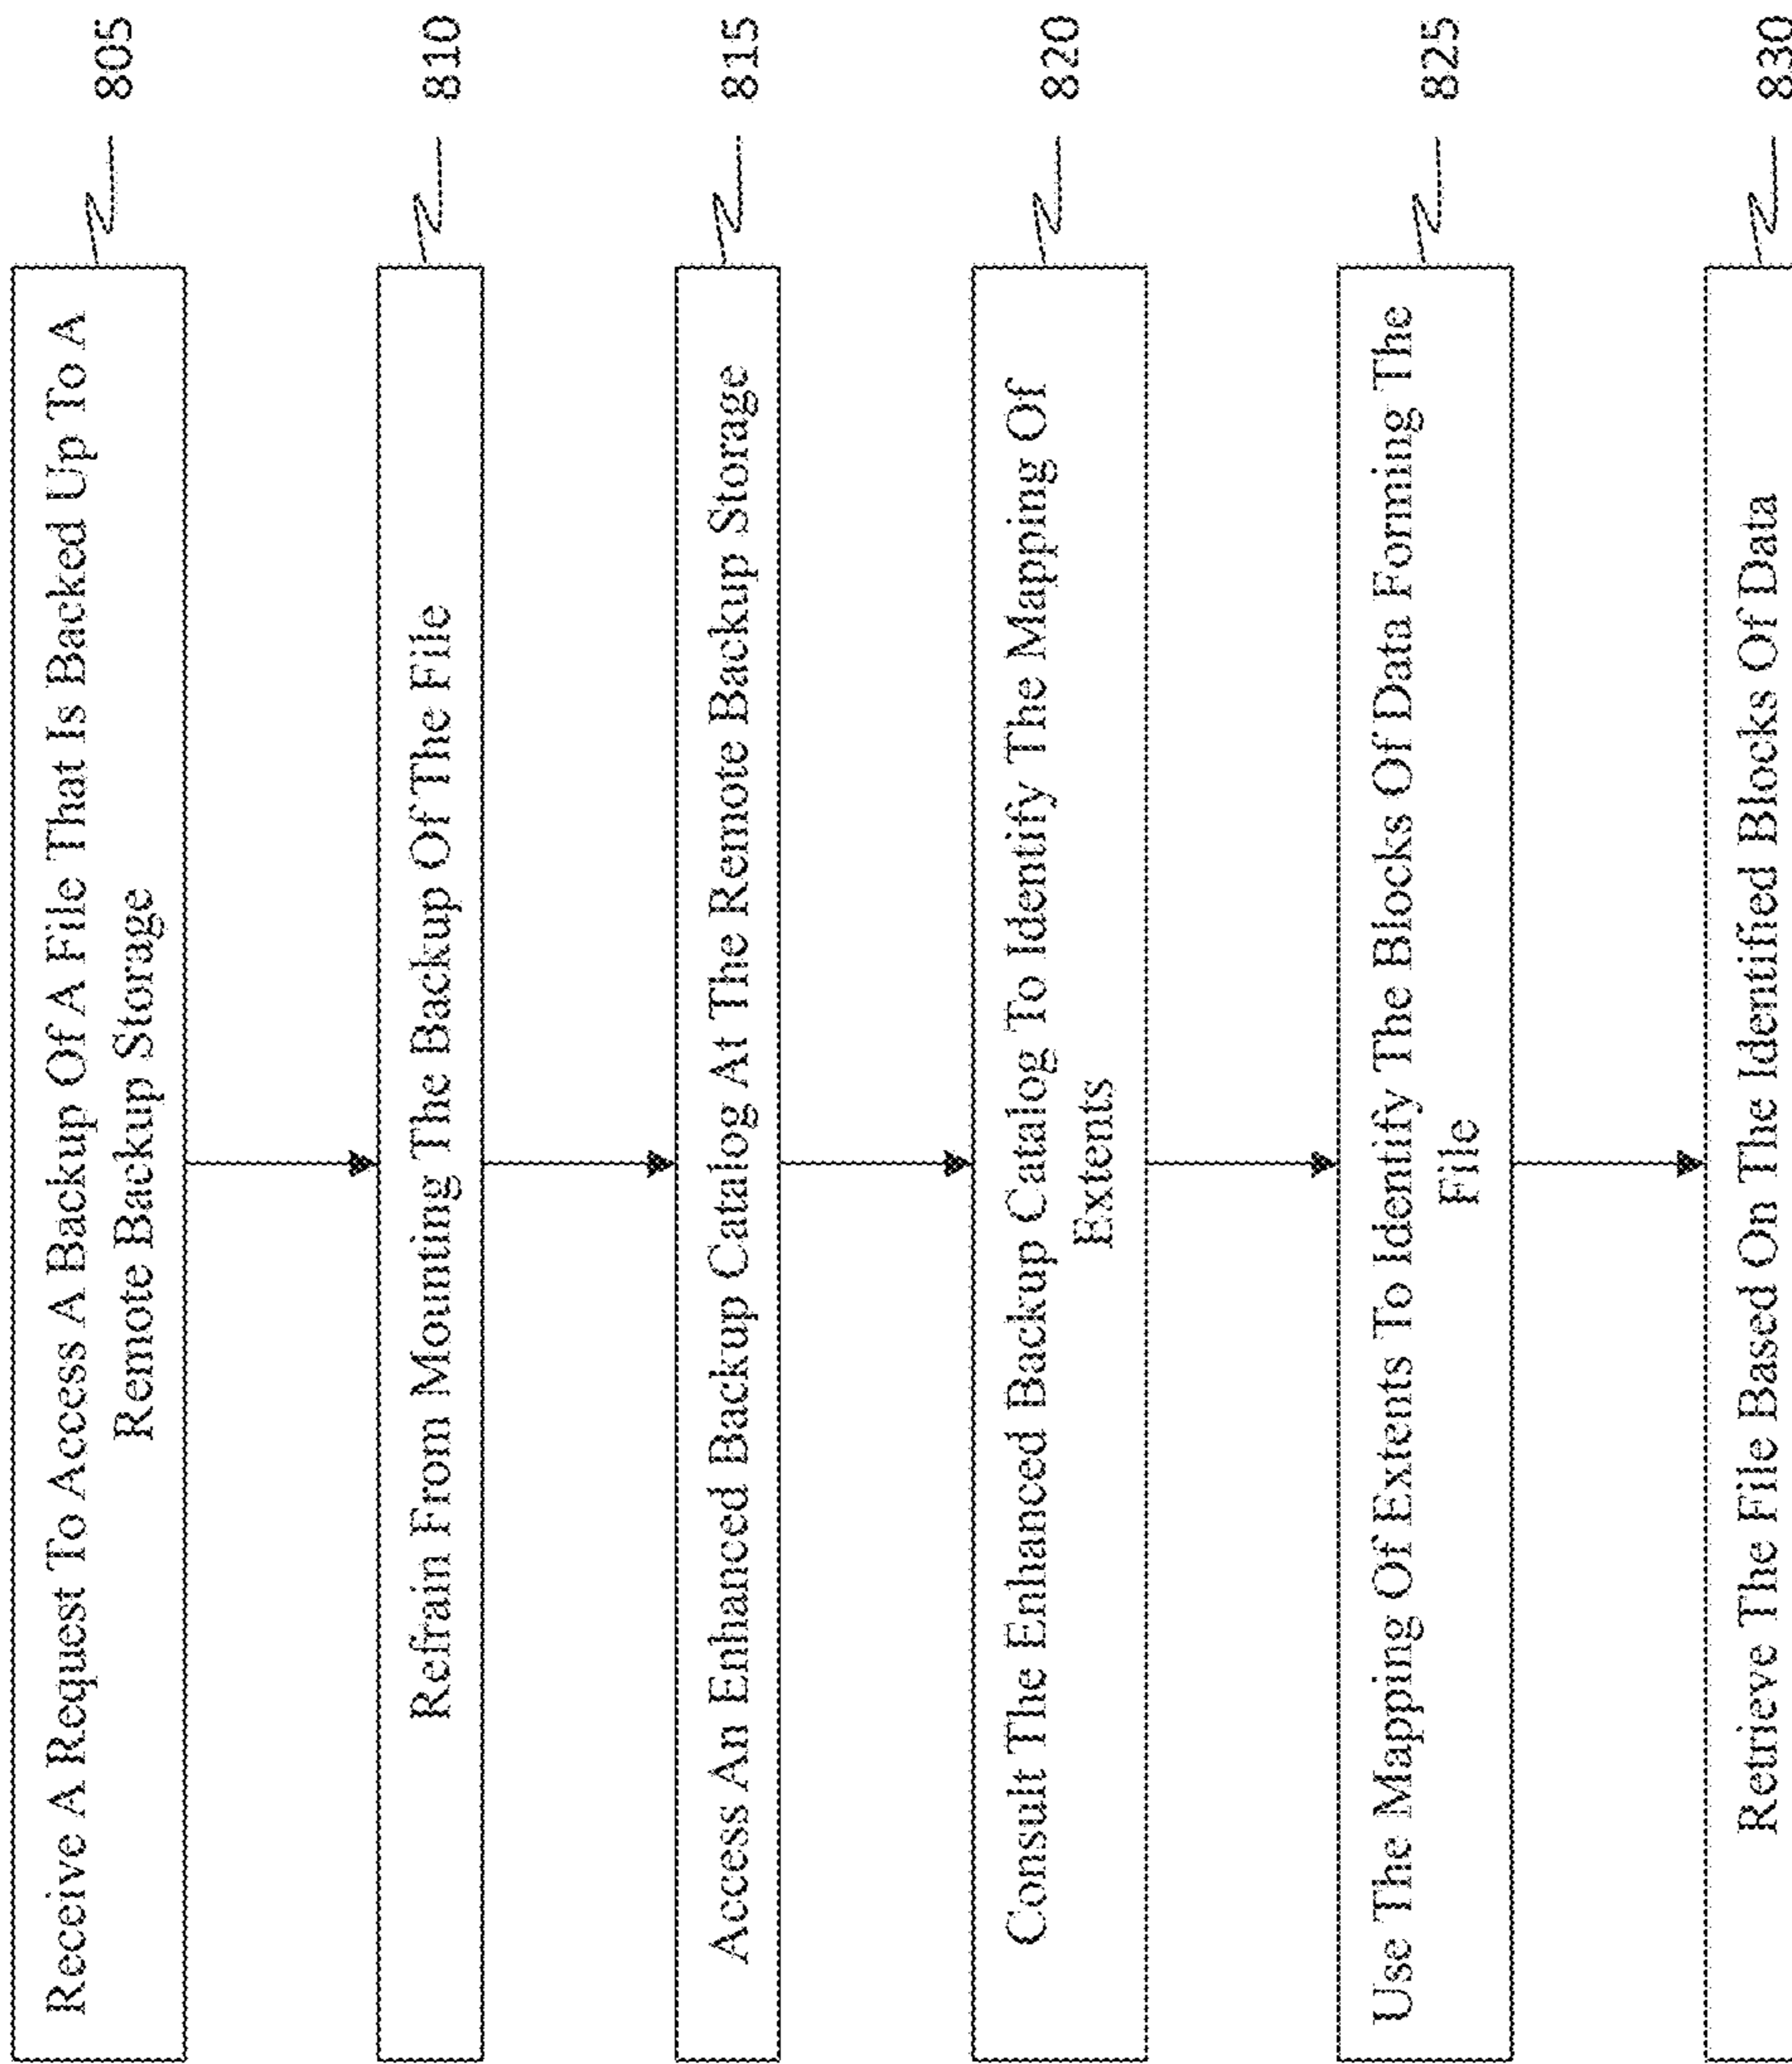 Receive A Request To Access A Backup Of A File That Is Backed Up To A
Remote Backup Storage
805
Refrain From Mounting The Backup Of The File
810
Access An Enhanced Backup Catalog At The Remote Backup Storage
815
Consult The Enhanced Backup Catalog To Identify The Mapping Of
Extents
820
Use The Mapping Of Extents To Identify The Blocks Of Data Forming The
File
825
Retrieve The File Based On The Identified Blocks Of Data
830